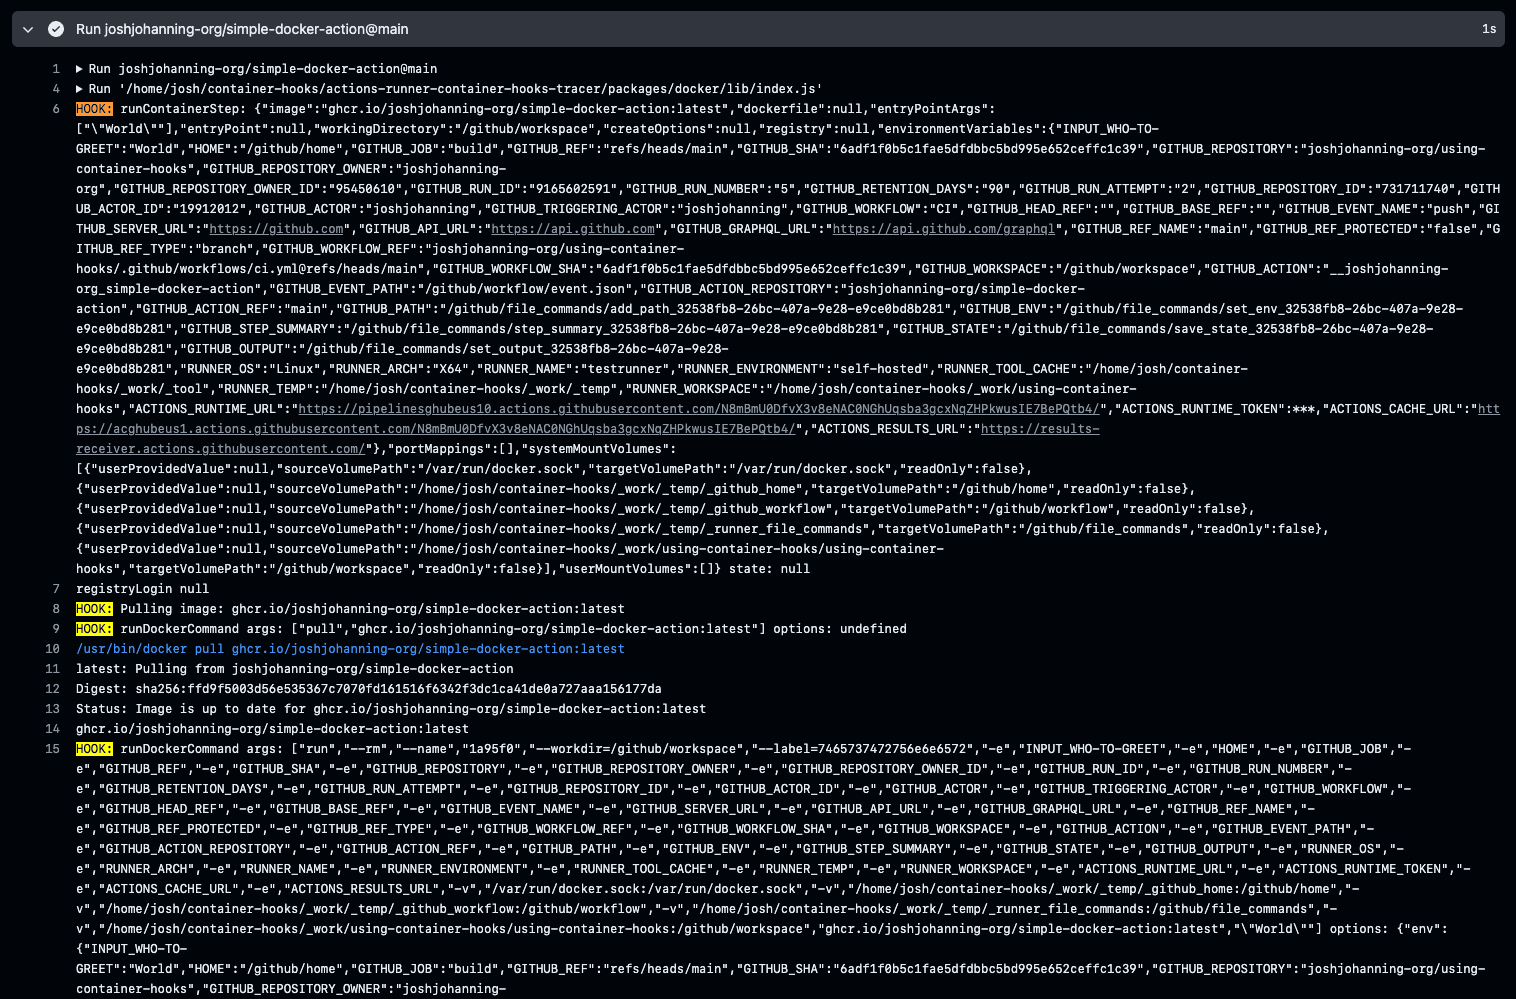 Run joshjohanning-org/simple-docker-action@main 1s
1 Run joshjohanning-org/simple-docker-action@main
4 Run '/home/josh/container-hooks/actions-runner-container-hooks-tracer/packages/docker/lib/index.js'
6 HOOK: runContainerStep: {"image":"ghcr.io/joshjohanning-org/simple-docker-action:latest","dockerfile":null,"entryPointArgs":
["\"World\""],"entryPoint":null,"workingDirectory":"/github/workspace","createOptions":null,"registry":null,"environmentVariables":{"INPUT_WHO-TO-
GREET":"World","HOME":"/github/home","GITHUB_JOB":"build","GITHUB_REF":"refs/heads/main","GITHUB_SHA":"6adf1f0b5c1fae5dfdbbc5bd995e652ceffc1c39","GITHUB_REPOSITORY":"joshjohanning-org/using-
container-hooks","GITHUB_REPOSITORY_OWNER":"joshjohanning-
org","GITHUB_REPOSITORY_OWNER_ID":"95450610","GITHUB_RUN_ID":"9165602591","GITHUB_RUN_NUMBER":"5","GITHUB_RETENTION_DAYS":"90","GITHUB_RUN_ATTEMPT":"2","GITHUB_REPOSITORY_ID":"731711740","GITH
UB_ACTOR_ID":"19912012","GITHUB_ACTOR":"joshjohanning","GITHUB_TRIGGERING_ACTOR":"joshjohanning","GITHUB_WORKFLOW":"CI","GITHUB_HEAD_REF":"","GITHUB_BASE_REF":"","GITHUB_EVENT_NAME":"push","GI
THUB_SERVER_URL":"https://github.com","GITHUB_API_URL":"https://api.github.com","GITHUB_GRAPHQL_URL":"https://api.github.com/graphql","GITHUB_REF_NAME":"main","GITHUB_REF_PROTECTED":"false","G
ITHUB_REF_TYPE":"branch","GITHUB_WORKFLOW_REF":"joshjohanning-org/using-container-
hooks/.github/workflows/ci.yml@refs/heads/main","GITHUB_WORKFLOW_SHA":"6adf1f0b5c1fae5dfdbbc5bd995e652ceffc1c39","GITHUB_WORKSPACE":"/github/workspace","GITHUB_ACTION":"__joshjohanning-
org_simple-docker-action","GITHUB_EVENT_PATH":"/github/workflow/event.json","GITHUB_ACTION_REPOSITORY":"joshjohanning-org/simple-docker-
action","GITHUB_ACTION_REF":"main","GITHUB_PATH":"/github/file_commands/add_path_32538fb8-26bc-407a-9e28-e9ce0bd8b281","GITHUB_ENV":"/github/file_commands/set_env_32538fb8-26bc-407a-9e28-
e9ce0bd8b281","GITHUB_STEP_SUMMARY":"/github/file_commands/step_summary_32538fb8-26bc-407a-9e28-e9ce0bd8b281","GITHUB_STATE":"/github/file_commands/save_state_32538fb8-26bc-407a-9e28-
e9ce0bd8b281","GITHUB_OUTPUT":"/github/file_commands/set_output_32538fb8-26bc-407a-9e28-
e9ce0bd8b281","RUNNER_OS":"Linux","RUNNER_ARCH":"X64","RUNNER_NAME":"testrunner","RUNNER_ENVIRONMENT":"self-hosted","RUNNER_TOOL_CACHE":"/home/josh/container-
hooks/_work/_tool","RUNNER_TEMP":"/home/josh/container-hooks/_work/_temp","RUNNER_WORKSPACE":"/home/josh/container-hooks/_work/using-container-
hooks","ACTIONS_RUNTIME_URL":"https://pipelinesghubeus10.actions.githubusercontent.com/N8mBmU0DfvX3v8eNAC0NGhUqsba3gcxNqZHPkwusIE7BePQtb4/","ACTIONS_RUNTIME_TOKEN":***,"ACTIONS_CACHE_URL":"htt
ps://acghubeus1.actions.githubusercontent.com/N8mBmU0DfvX3v8eNAC0NGhUqsba3gcxNqZHPkwusIE7BePQtb4/","ACTIONS_RESULTS_URL":"https://results-
receiver.actions.githubusercontent.com/"},"portMappings":[],"systemMountVolumes":
[{"userProvidedValue":null,"sourceVolumePath":"/var/run/docker.sock","targetVolumePath":"/var/run/docker.sock","readOnly":false},
{"userProvidedValue":null,"sourceVolumePath":"/home/josh/container-hooks/_work/_temp/_github_home","targetVolumePath":"/github/home","readOnly":false},
{"userProvidedValue":null,"sourceVolumePath":"/home/josh/container-hooks/_work/_temp/_github_workflow","targetVolumePath":"/github/workflow","readOnly":false},
{"userProvidedValue":null,"sourceVolumePath":"/home/josh/container-hooks/_work/_temp/_runner_file_commands","targetVolumePath":"/github/file_commands","readOnly":false},
{"userProvidedValue":null,"sourceVolumePath":"/home/josh/container-hooks/_work/using-container-hooks/using-container-
hooks","targetVolumePath":"/github/workspace","readOnly":false}],"userMountVolumes":[]} state: null
7 registryLogin null
8 HOOK: Pulling image: ghcr.io/joshjohanning-org/simple-docker-action:latest
9 HOOK: runDockerCommand args: ["pull","ghcr.io/joshjohanning-org/simple-docker-action:latest"] options: undefined
10 /usr/bin/docker pull ghcr.io/joshjohanning-org/simple-docker-action:latest
11 latest: Pulling from joshjohanning-org/simple-docker-action
12 Digest: sha256:ffd9f5003d56e535367c7070fd161516f6342f3dc1ca41de0a727aaa156177da
13 Status: Image is up to date for ghcr.io/joshjohanning-org/simple-docker-action:latest
14 ghcr.io/joshjohanning-org/simple-docker-action:latest
15 HOOK: runDockerCommand args: ["run","--rm","--name","1a95f0","--workdir=/github/workspace","--label=7465737472756e6e6572","-e","INPUT_WHO-TO-GREET","-e","HOME","-e","GITHUB_JOB","-
e","GITHUB_REF","-e","GITHUB_SHA","-e","GITHUB_REPOSITORY","-e","GITHUB_REPOSITORY_OWNER","-e","GITHUB_REPOSITORY_OWNER_ID","-e","GITHUB_RUN_ID","-e","GITHUB_RUN_NUMBER","-
e","GITHUB_RETENTION_DAYS","-e","GITHUB_RUN_ATTEMPT","-e","GITHUB_REPOSITORY_ID","-e","GITHUB_ACTOR_ID","-e","GITHUB_ACTOR","-e","GITHUB_TRIGGERING_ACTOR","-e","GITHUB_WORKFLOW","-
e","GITHUB_HEAD_REF","-e","GITHUB_BASE_REF","-e","GITHUB_EVENT_NAME","-e","GITHUB_SERVER_URL","-e","GITHUB_API_URL","-e","GITHUB_GRAPHQL_URL","-e","GITHUB_REF_NAME","-
e","GITHUB_REF_PROTECTED","-e","GITHUB_REF_TYPE","-e","GITHUB_WORKFLOW_REF","-e","GITHUB_WORKFLOW_SHA","-e","GITHUB_WORKSPACE","-e","GITHUB_ACTION","-e","GITHUB_EVENT_PATH","-
e","GITHUB_ACTION_REPOSITORY","-e","GITHUB_ACTION_REF","-e","GITHUB_PATH","-e","GITHUB_ENV","-e","GITHUB_STEP_SUMMARY","-e","GITHUB_STATE","-e","GITHUB_OUTPUT","-e","RUNNER_OS","-
e","RUNNER_ARCH","-e","RUNNER_NAME","-e","RUNNER_ENVIRONMENT","-e","RUNNER_TOOL_CACHE","-e","RUNNER_TEMP","-e","RUNNER_WORKSPACE","-e","ACTIONS_RUNTIME_URL","-e","ACTIONS_RUNTIME_TOKEN","-
e","ACTIONS_CACHE_URL","-e","ACTIONS_RESULTS_URL","-v","/var/run/docker.sock:/var/run/docker.sock","-v","/home/josh/container-hooks/_work/_temp/_github_home:/github/home","-
v","/home/josh/container-hooks/_work/_temp/_github_workflow:/github/workflow","-v","/home/josh/container-hooks/_work/_temp/_runner_file_commands:/github/file_commands","-
v","/home/josh/container-hooks/_work/using-container-hooks/using-container-hooks:/github/workspace","ghcr.io/joshjohanning-org/simple-docker-action:latest","\"World\""] options: {"env":
{"INPUT_WHO-TO-
GREET":"World","HOME":"/github/home","GITHUB_JOB":"build","GITHUB_REF":"refs/heads/main","GITHUB_SHA":"6adf1f0b5c1fae5dfdbbc5bd995e652ceffc1c39","GITHUB_REPOSITORY":"joshjohanning-org/using-
container-hooks","GITHUB_REPOSITORY_OWNER":"joshjohanning-